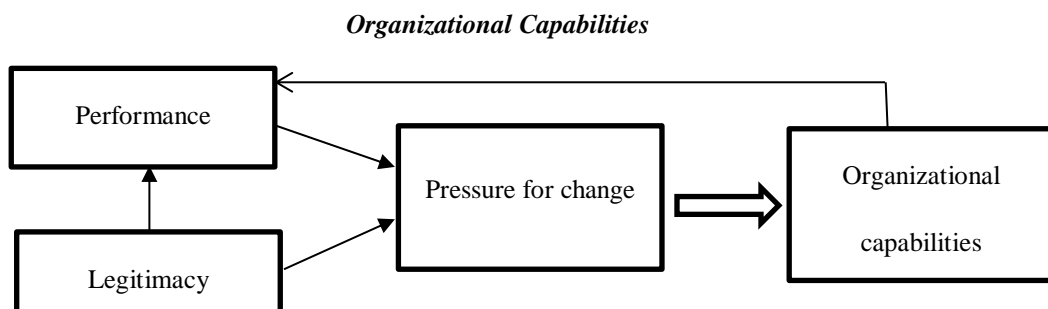 Organizational Capabilities
Performance
Pressure for change
Organizational
capabilities
Legitimacy